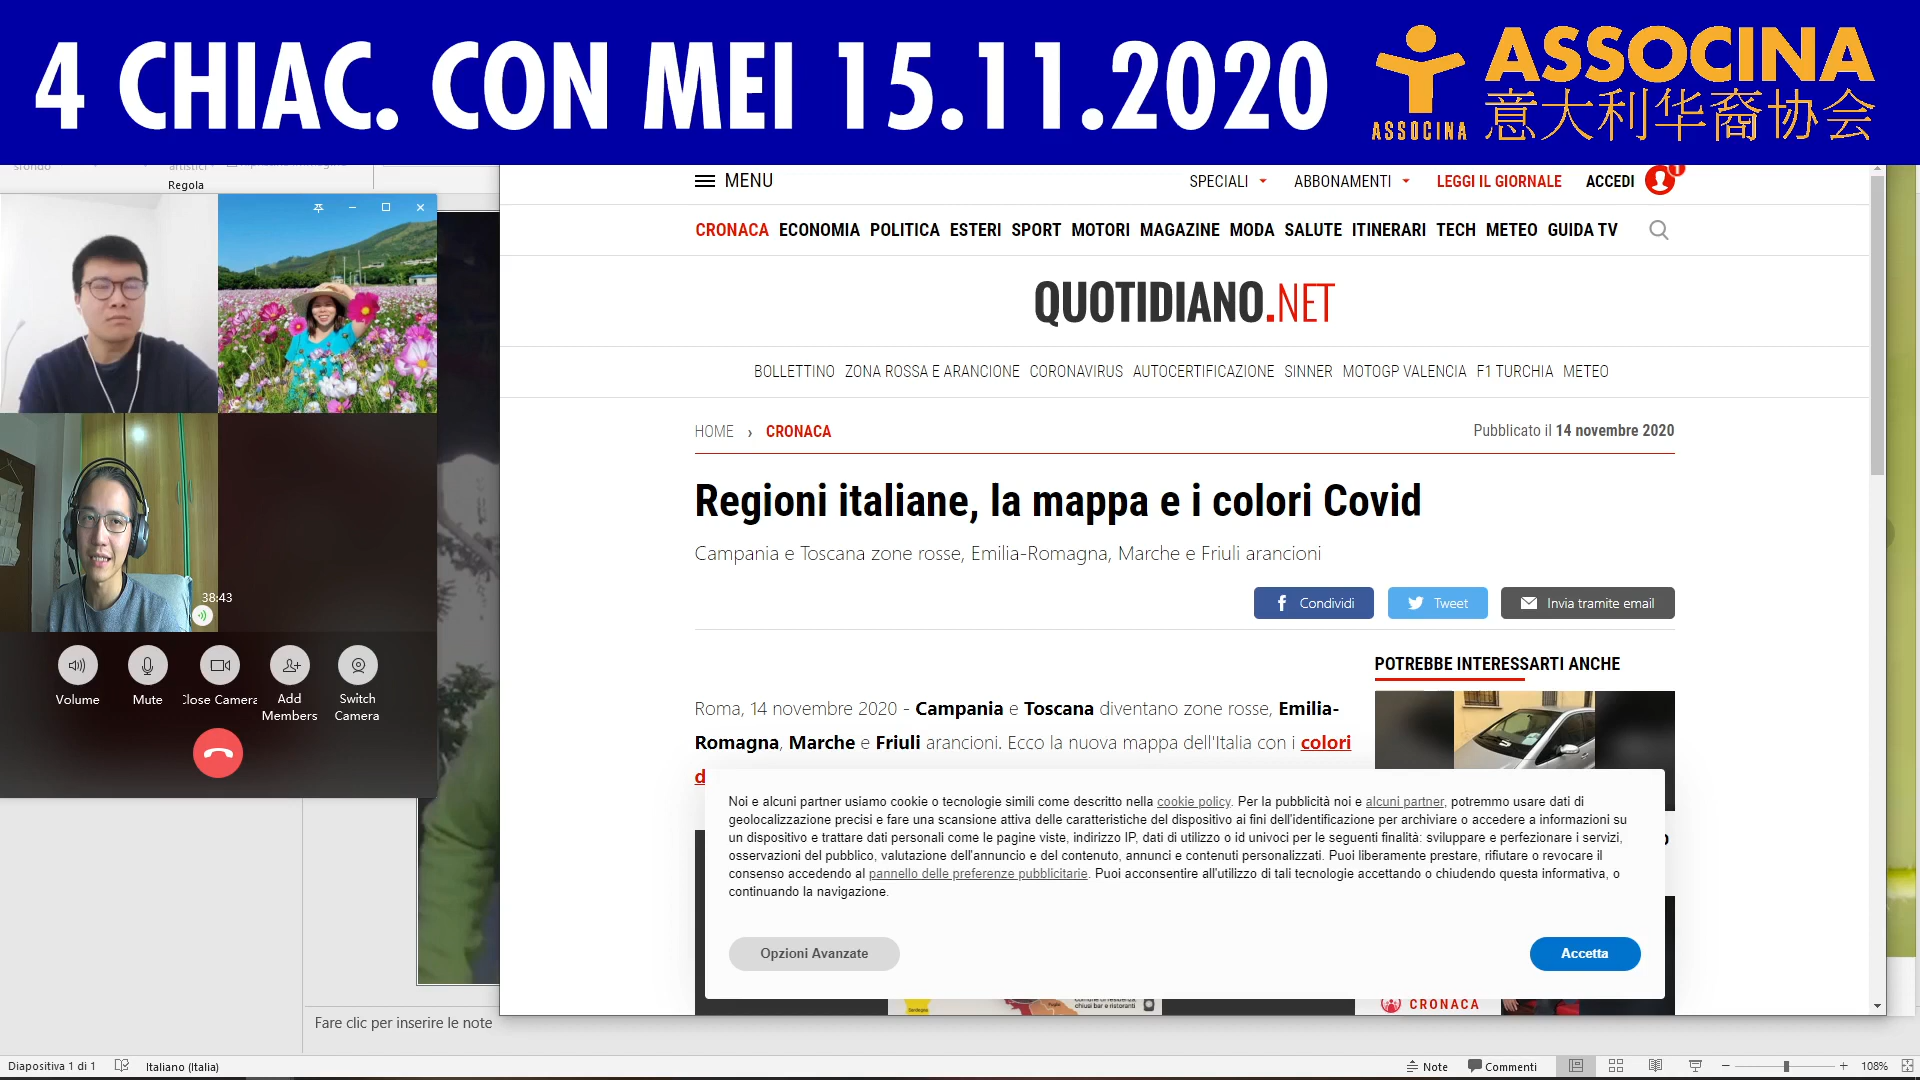 4 CHIAC. CON MEI 15.11.2020
ASSOCINA
ASSOCINA
意大利华裔协会
Regola
MENU
SPECIALI
ABBONAMENTI
LEGGI IL GIORNALE
ACCEDI
1
CRONACA ECONOMIA POLITICA ESTERI SPORT MOTORI MAGAZINE MODA SALUTE ITINERARI TECH METEO GUIDA TV
QUOTIDIANO.NET
BOLLETTINO ZONA ROSSA E ARANCIONE CORONAVIRUS AUTOCERTIFICAZIONE SINNER MOTOGP VALENCIA F1 TURCHIA METEO
HOME › CRONACA
Pubblicato il 14 novembre 2020
Regioni italiane, la mappa e i colori Covid
Campania e Toscana zone rosse, Emilia-Romagna, Marche e Friuli arancioni
Condividi
Tweet
Invia tramite email
POTREBBE INTERESSARTI ANCHE
Roma, 14 novembre 2020 - Campania e Toscana diventano zone rosse, Emilia-
Romagna, Marche e Friuli arancioni. Ecco la nuova mappa dell'Italia con i colori
d
Noi e alcuni partner usiamo cookie o tecnologie simili come descritto nella cookie policy. Per la pubblicità noi e alcuni partner, potremmo usare dati di
geolocalizzazione precisi e fare una scansione attiva delle caratteristiche del dispositivo ai fini dell'identificazione per archiviare o accedere a informazioni su
un dispositivo e trattare dati personali come le pagine viste, indirizzo IP, dati di utilizzo o id univoci per le seguenti finalità: sviluppare e perfezionare i servizi,
osservazioni del pubblico, valutazione dell'annuncio e del contenuto, annunci e contenuti personalizzati. Puoi liberamente prestare, rifiutare o revocare il
consenso accedendo al pannello delle preferenze pubblicitarie. Puoi acconsentire all'utilizzo di tali tecnologie accettando o chiudendo questa informativa, o
continuando la navigazione.
Opzioni Avanzate
Accetta
chiusi bar e ristoranti
CRONACA
38:43
Volume
Mute
Close Camera
Add
Members
Switch
Camera
Fare clic per inserire le note
Diapositiva 1 di 1
Italiano (Italia)
Note
Commenti
108%